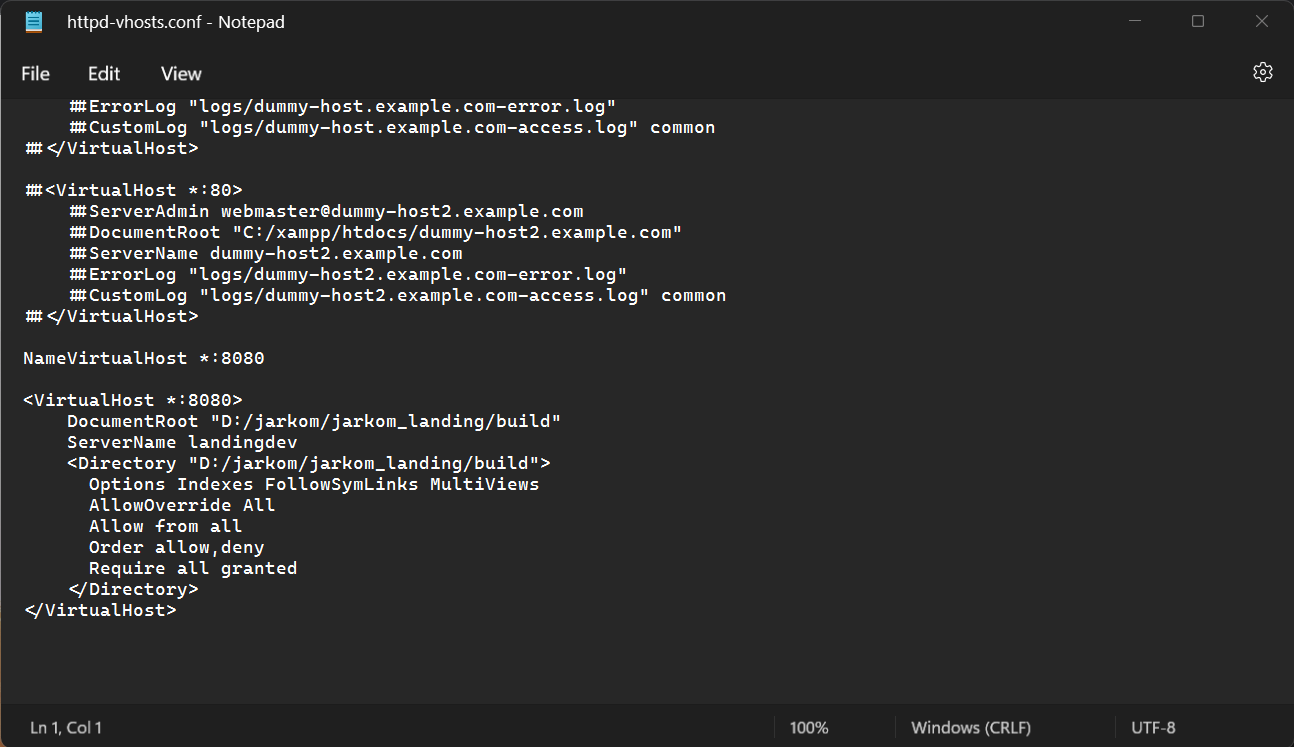 httpd-vhosts.conf - Notepad
File Edit View
##ErrorLog "logs/dummy-host.example.com-error.log"
##CustomLog "logs/dummy-host.example.com-access.log" common
##</VirtualHost>
##<VirtualHost *:80>
##ServerAdmin webmaster@dummy-host2.example.com
##DocumentRoot "C:/xampp/htdocs/dummy-host2.example.com"
##ServerName dummy-host2.example.com
##ErrorLog "logs/dummy-host2.example.com-error.log"
##CustomLog "logs/dummy-host2.example.com-access.log" common
##</VirtualHost>
NameVirtualHost *:8080
<VirtualHost *:8080>
DocumentRoot "D:/jarkom/jarkom_landing/build"
ServerName landingdev
<Directory "D:/jarkom/jarkom_landing/build">
Options Indexes FollowSymLinks MultiViews
AllowOverride All
Allow from all
Order allow,deny
Require all granted
</Directory>
</VirtualHost>
Ln 1, Col 1 100% Windows (CRLF) UTF-8